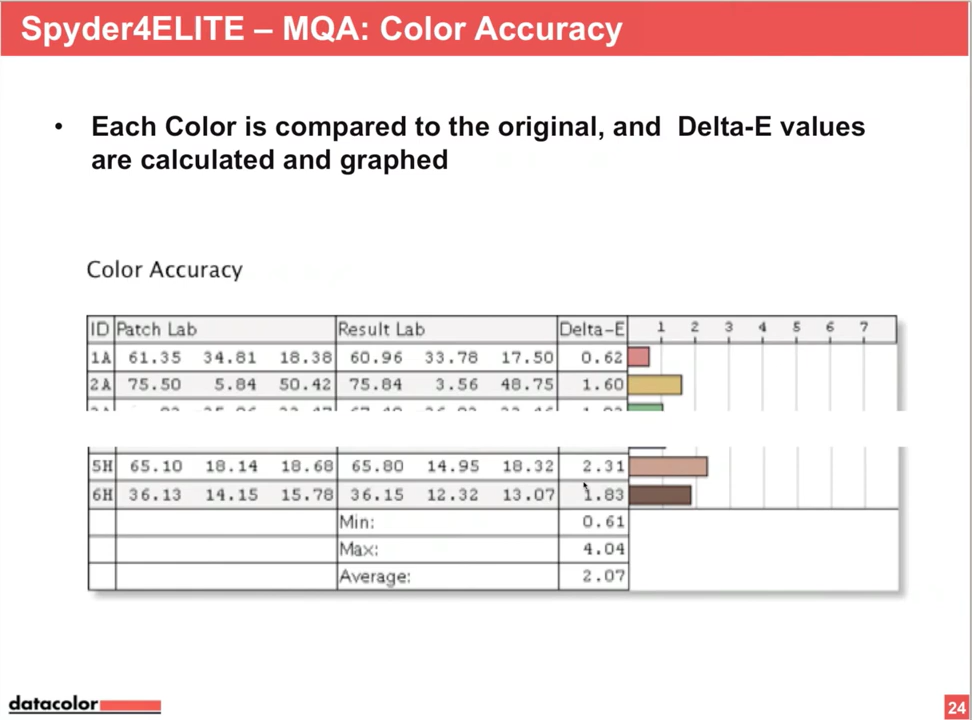 Spyder4ELITE – MQA: Color Accuracy
• Each Color is compared to the original, and Delta-E values
are calculated and graphed
Color Accuracy
ID Patch Lab Result Lab Delta-E 1 2 3 4 5 6 7
1A 61.35 34.81 18.38 60.96 33.78 17.50 0.62
2A 75.50 5.84 50.42 75.84 3.56 48.75 1.60
5H 65.10 18.14 18.68 65.80 14.95 18.32 2.31
6H 36.13 14.15 15.78 36.15 12.32 13.07 1.83
Min: 0.61
Max: 4.04
Average: 2.07
datacolor
24